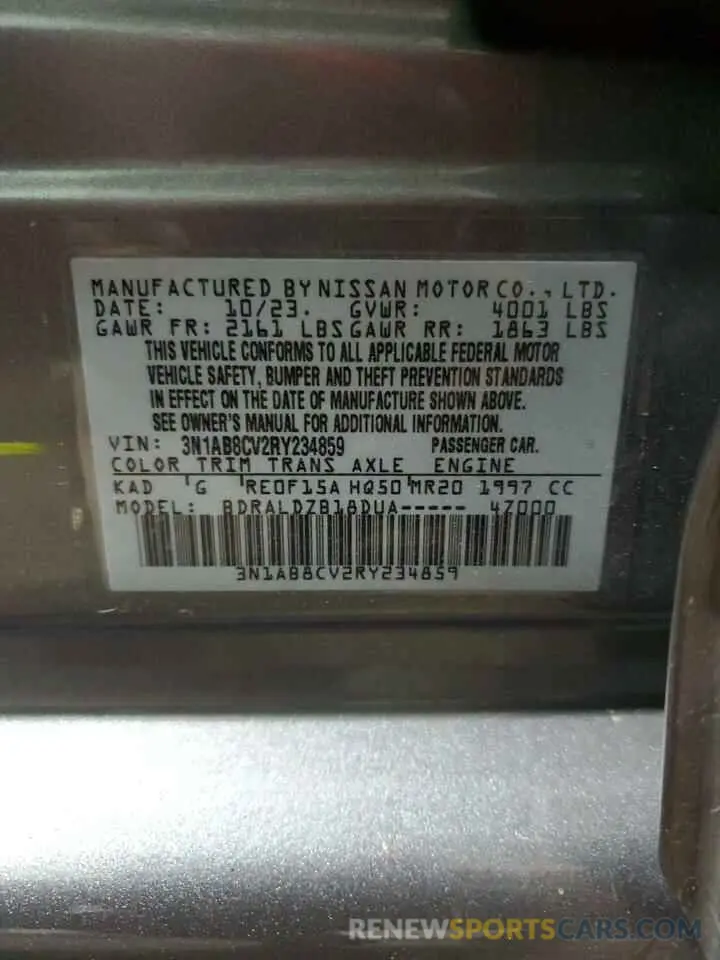 MANUFACTURED BY NISSAN MOTOR CO., LTD.
DATE: 10/23. GVWR: 4001 LBS
GAWR FR: 2161 LBS GAWR RR: 1863 LBS
THIS VEHICLE CONFORMS TO ALL APPLICABLE FEDERAL MOTOR
VEHICLE SAFETY, BUMPER AND THEFT PREVENTION STANDARDS
IN EFFECT ON THE DATE OF MANUFACTURE SHOWN ABOVE.
SEE OWNER'S MANUAL FOR ADDITIONAL INFORMATION.
VIN: 3N1AB8CV2RY234859 PASSENGER CAR.
COLOR TRIM TRANS AXLE ENGINE
KAD G RE0F15A HQ50 MR20 1997 CC
MODEL: BDRALDZB18DUA----- 4Z000
3N1AB8CV2RY234859
RENEWSPORTSCARS.COM